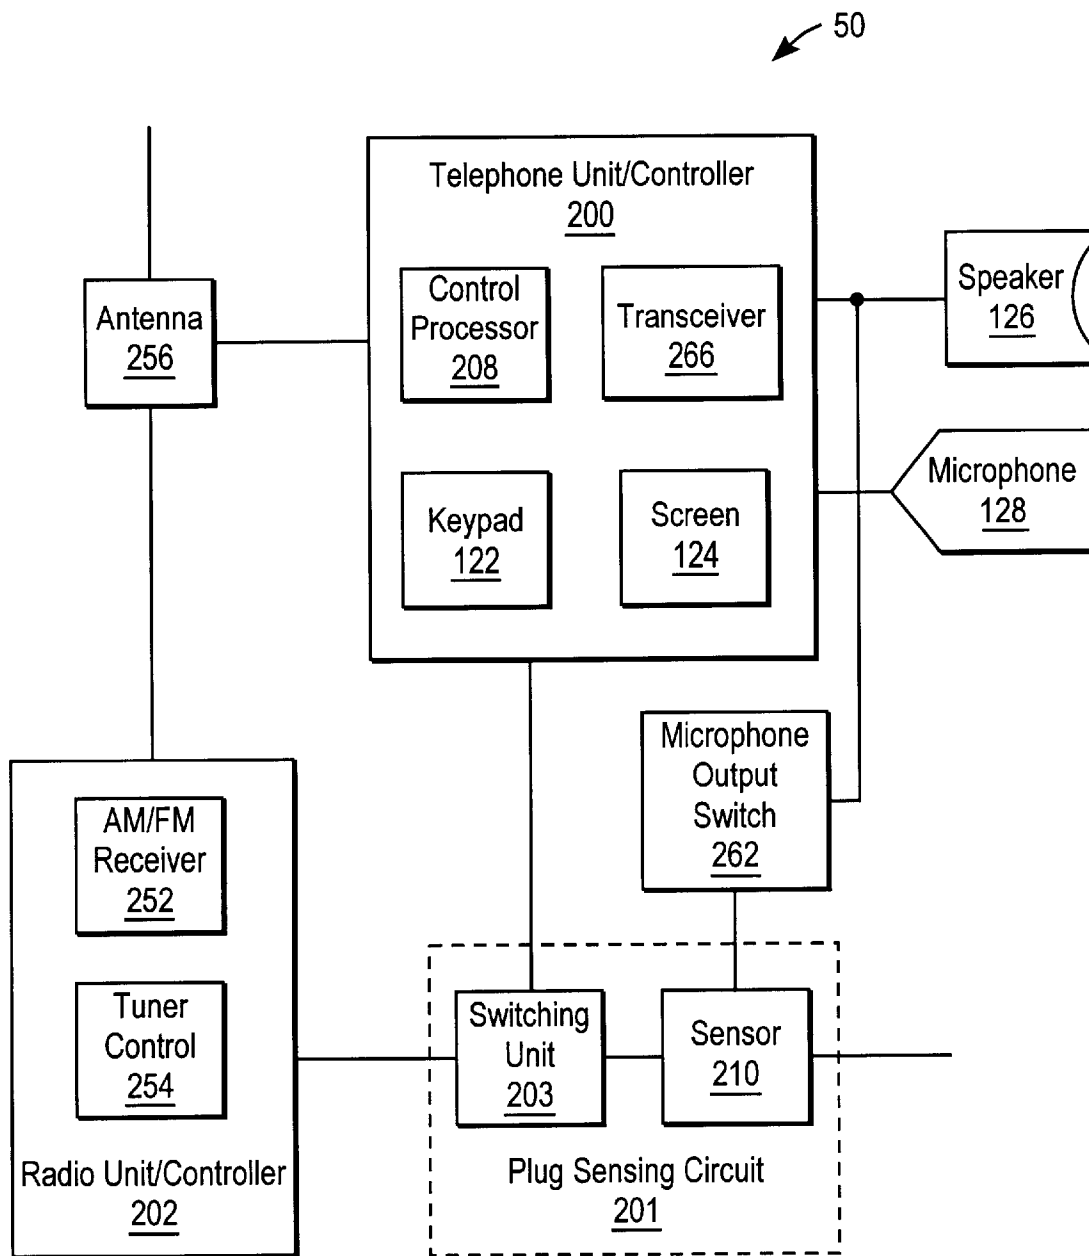 50
Telephone Unit/Controller
200
Control
Processor
208
Transceiver
266
Keypad
122
Screen
124
Antenna
256
Speaker
126
Microphone
128
Microphone
Output
Switch
262
AM/FM
Receiver
252
Tuner
Control
254
Radio Unit/Controller
202
Switching
Unit
203
Sensor
210
Plug Sensing Circuit
201